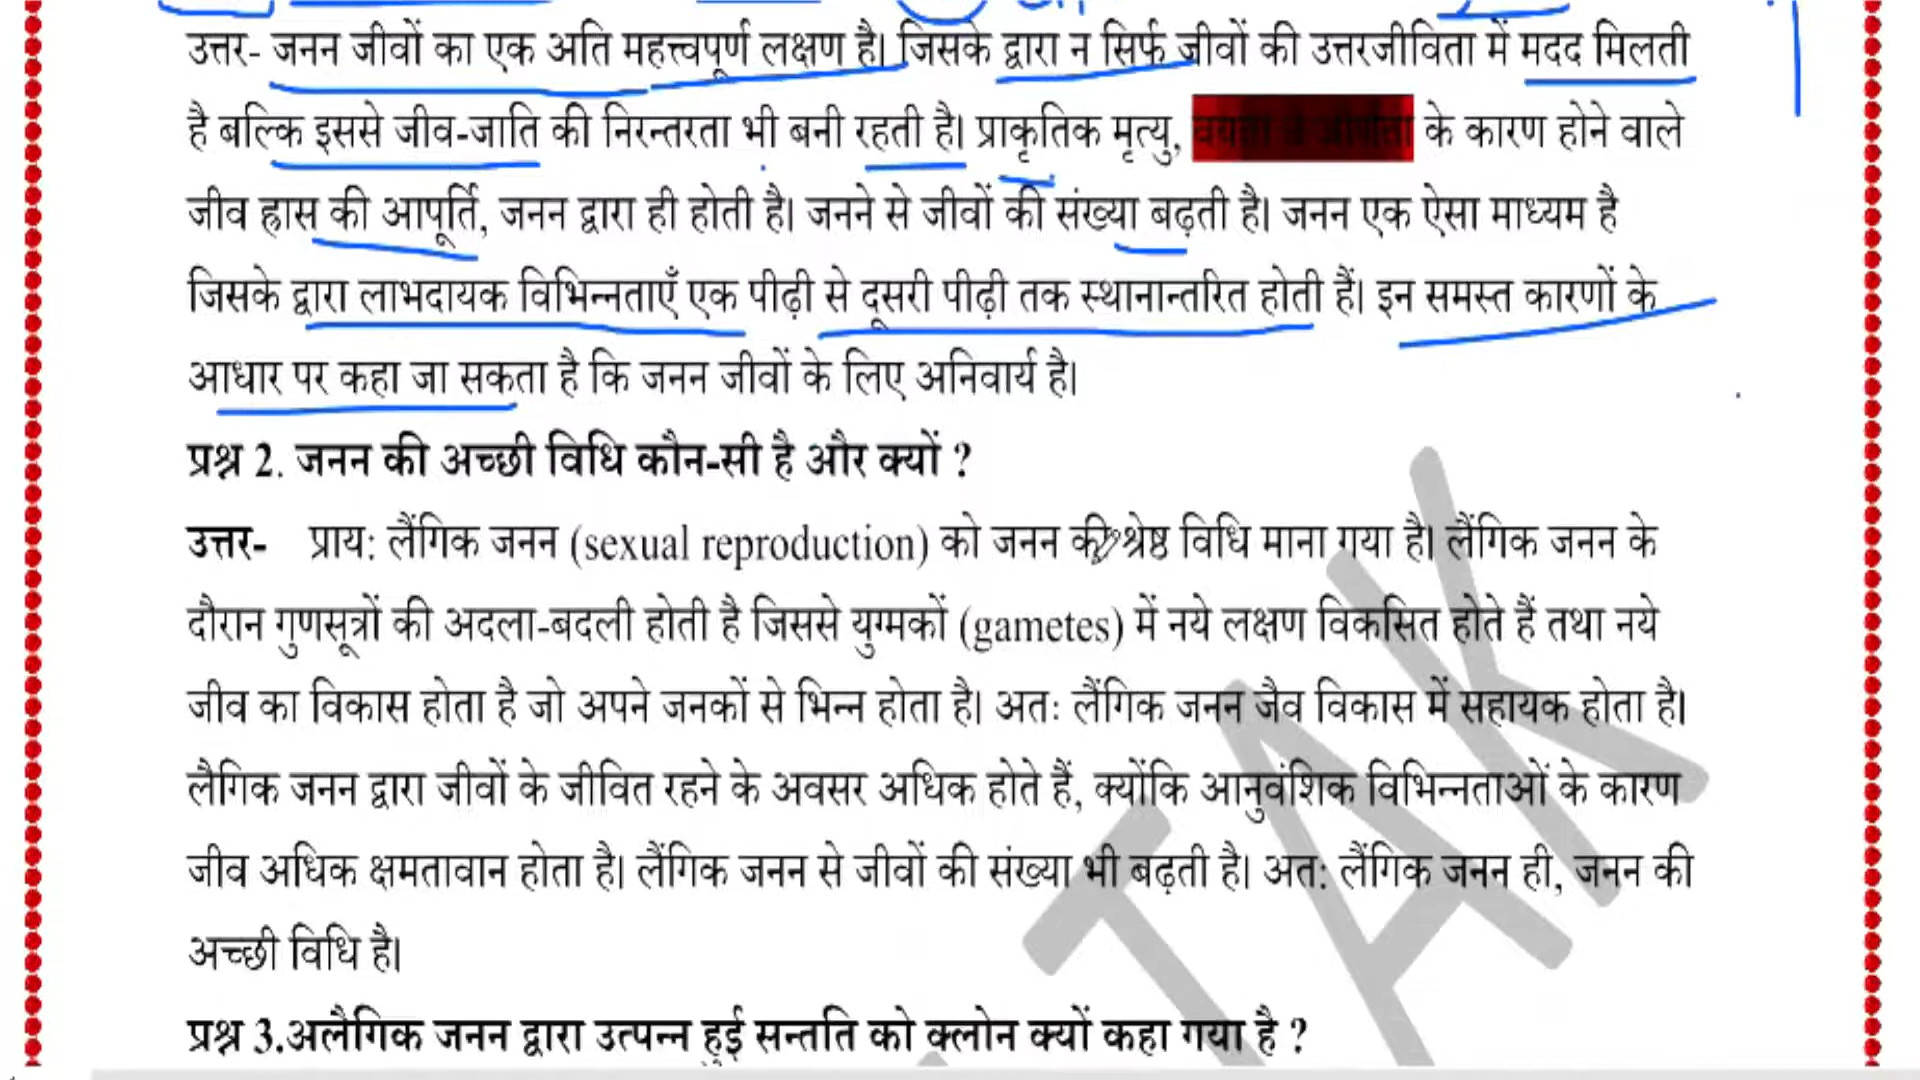 उत्तर- जनन जीवों का एक अति महत्त्वपूर्ण लक्षण है। जिसके द्वारा न सिर्फ जीवों की उत्तरजीविता में मदद मिलती
है बल्कि इससे जीव-जाति की निरन्तरता भी बनी रहती है। प्राकृतिक मृत्यु, के कारण होने वाले
जीव ह्रास की आपूर्ति, जनन द्वारा ही होती है। जनने से जीवों की संख्या बढ़ती है। जनन एक ऐसा माध्यम है
जिसके द्वारा लाभदायक विभिन्नताएँ एक पीढ़ी से दूसरी पीढ़ी तक स्थानान्तरित होती हैं। इन समस्त कारणों के
आधार पर कहा जा सकता है कि जनन जीवों के लिए अनिवार्य है।
प्रश्न 2. जनन की अच्छी विधि कौन-सी है और क्यों ?
उत्तर- प्राय: लैंगिक जनन (sexual reproduction) को जनन की श्रेष्ठ विधि माना गया है। लैंगिक जनन के
दौरान गुणसूत्रों की अदला-बदली होती है जिससे युग्मकों (gametes) में नये लक्षण विकसित होते हैं तथा नये
जीव का विकास होता है जो अपने जनकों से भिन्न होता है। अतः लैंगिक जनन जैव विकास में सहायक होता है।
लैगिक जनन द्वारा जीवों के जीवित रहने के अवसर अधिक होते हैं, क्योंकि आनुवंशिक विभिन्नताओं के कारण
जीव अधिक क्षमतावान होता है। लैंगिक जनन से जीवों की संख्या भी बढ़ती है। अत: लैंगिक जनन ही, जनन की
अच्छी विधि है।
प्रश्न 3.अलैगिक जनन द्वारा उत्पन्न हुई सन्तति को क्लोन क्यों कहा गया है ?
TAK